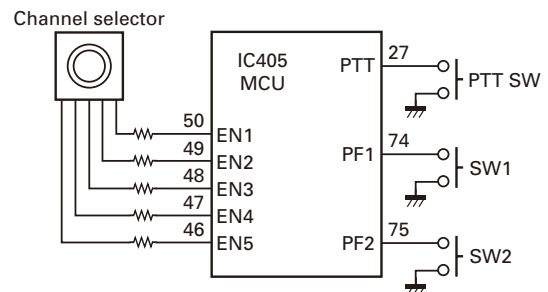 Channel selector
IC405
MCU
PTT
27
PTT SW
50
EN1
49
EN2
PF1
74
SW1
48
EN3
47
EN4
46
EN5
PF2
75
SW2